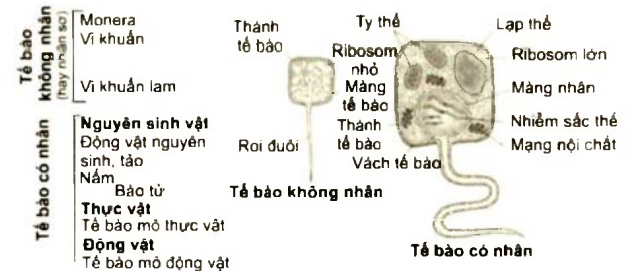 Tế bào
không nhân
(hay nhân sơ)
Monera
Vi khuẩn
Vi khuẩn lam
Tế bào có nhân
Nguyên sinh vật
Động vật nguyên
sinh, tảo
Nấm
Bào tử
Thực vật
Tế bào mô thực vật
Động vật
Tế bào mô động vật
Thành
tế bào
Roi đuôi
Tế bào không nhân
Ty thể
Ribosom
nhỏ
Màng
tế bào
Thành
tế bào
Vách tế bào
Lạp thể
Ribosom lớn
Màng nhân
Nhiễm sắc thể
Mạng nội chất
Tế bào có nhân